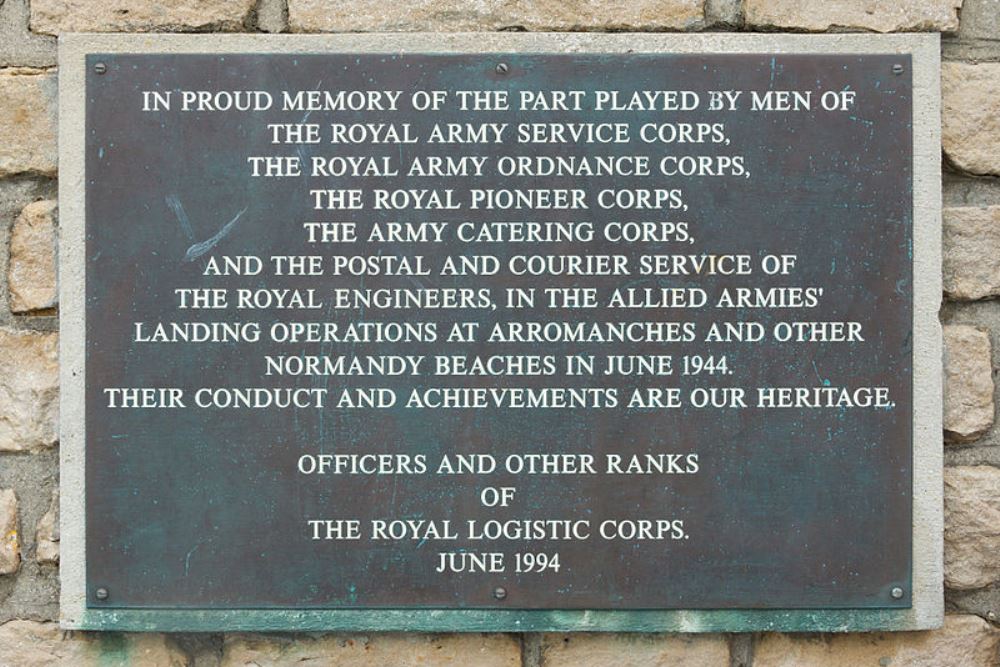 IN PROUD MEMORY OF THE PART PLAYED BY MEN OF
THE ROYAL ARMY SERVICE CORPS,
THE ROYAL ARMY ORDNANCE CORPS,
THE ROYAL PIONEER CORPS,
THE ARMY CATERING CORPS,
AND THE POSTAL AND COURIER SERVICE OF
THE ROYAL ENGINEERS, IN THE ALLIED ARMIES'
LANDING OPERATIONS AT ARROMANCHES AND OTHER
NORMANDY BEACHES IN JUNE 1944.
THEIR CONDUCT AND ACHIEVEMENTS ARE OUR HERITAGE.
OFFICERS AND OTHER RANKS
OF
THE ROYAL LOGISTIC CORPS.
JUNE 1994